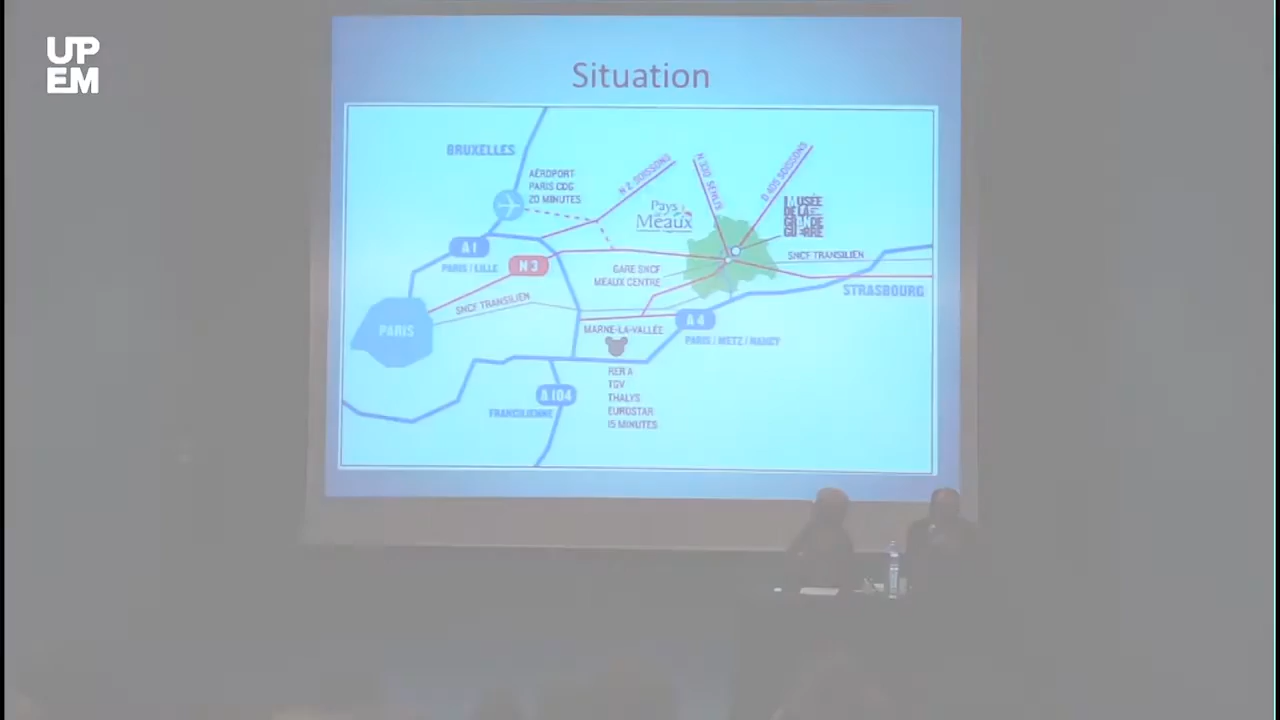 UP
EM
Situation
BRUXELLES
AÉROPORT
PARIS CDG
20 MINUTES
N 2 SOISSONS
N 330 SENLIS
D 405 SOISSONS
Pays
Meaux
MUSÉE
DE LA
GRANDE
GUERRE
A 1
PARIS / LILLE
N 3
GARE SNCF
MEAUX CENTRE
SNCF TRANSILIEN
STRASBOURG
SNCF TRANSILIEN
PARIS
MARNE-LA-VALLÉE
A 4
PARIS / METZ / NANCY
RER A
TGV
THALYS
EUROSTAR
15 MINUTES
A 104
FRANCILIENNE